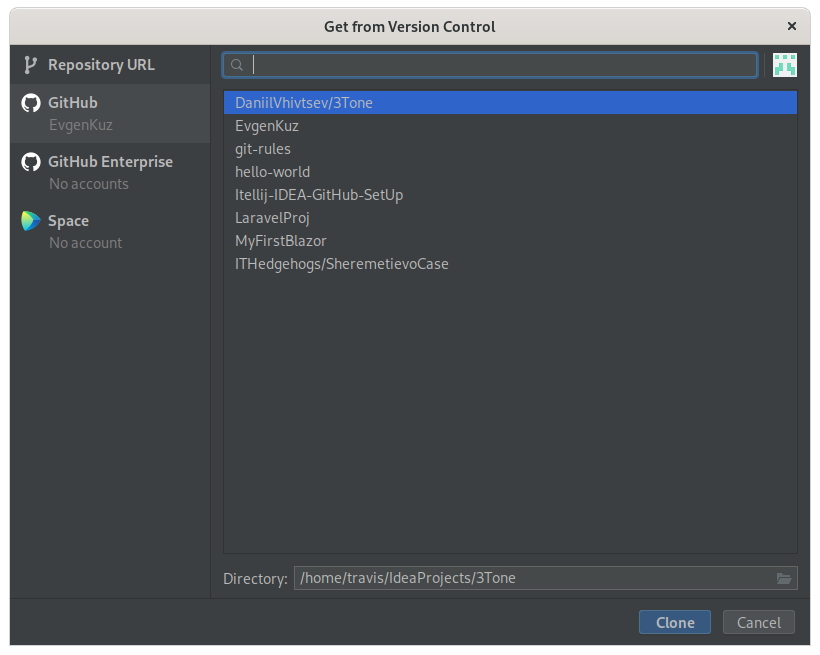 Get from Version Control
Repository URL
GitHub
EvgenKuz
GitHub Enterprise
No accounts
Space
No account
DaniilVhivtsev/3Tone
EvgenKuz
git-rules
hello-world
Itellij-IDEA-GitHub-SetUp
LaravelProj
MyFirstBlazor
ITHedgehogs/SheremetievoCase
Directory: /home/travis/IdeaProjects/3Tone
Clone Cancel